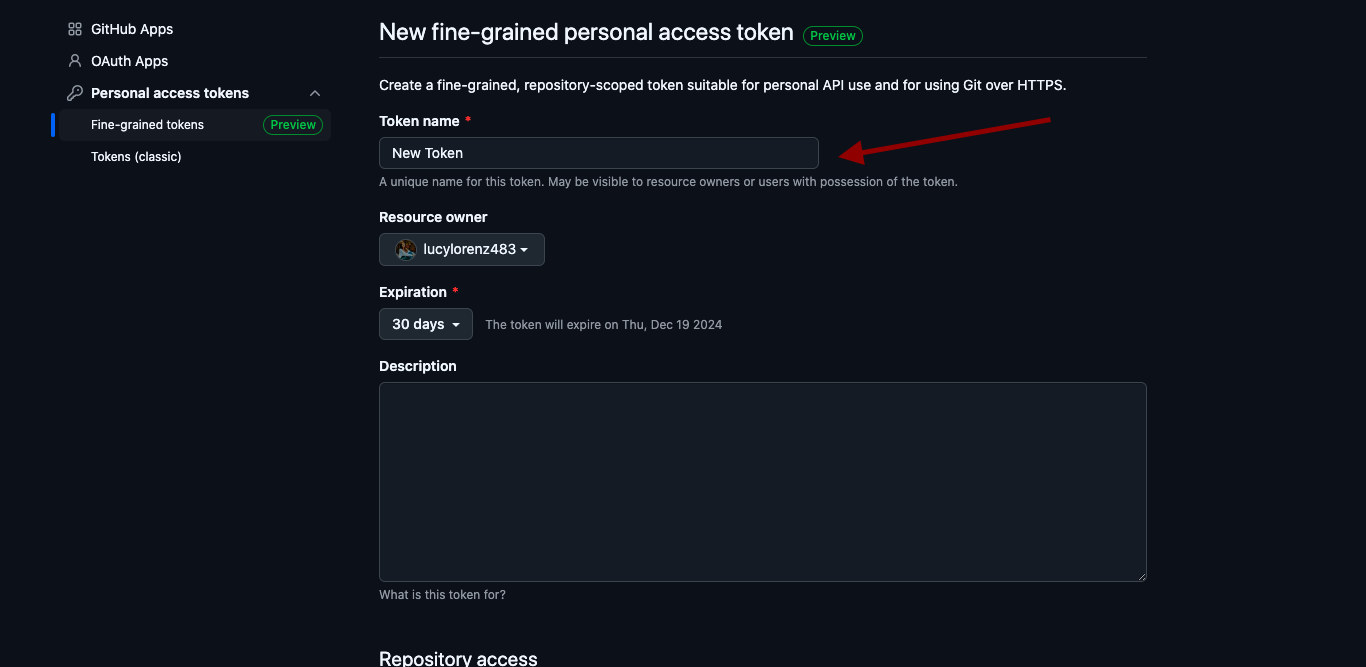 GitHub Apps
OAuth Apps
Personal access tokens
Fine-grained tokens Preview
Tokens (classic)
New fine-grained personal access token Preview
Create a fine-grained, repository-scoped token suitable for personal API use and for using Git over HTTPS.
Token name *
New Token
A unique name for this token. May be visible to resource owners or users with possession of the token.
Resource owner
lucylorenz483
Expiration *
30 days The token will expire on Thu, Dec 19 2024
Description
What is this token for?
Repository access